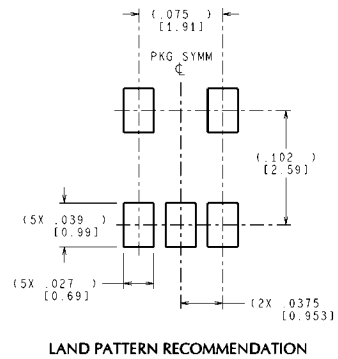 (.075 )
[1.91]
PKG SYMM
℄
(.102 )
[2.59]
(5X .039 )
[0.99]
(5X .027 )
[0.69]
(2X .0375
[0.953]
LAND PATTERN RECOMMENDATION